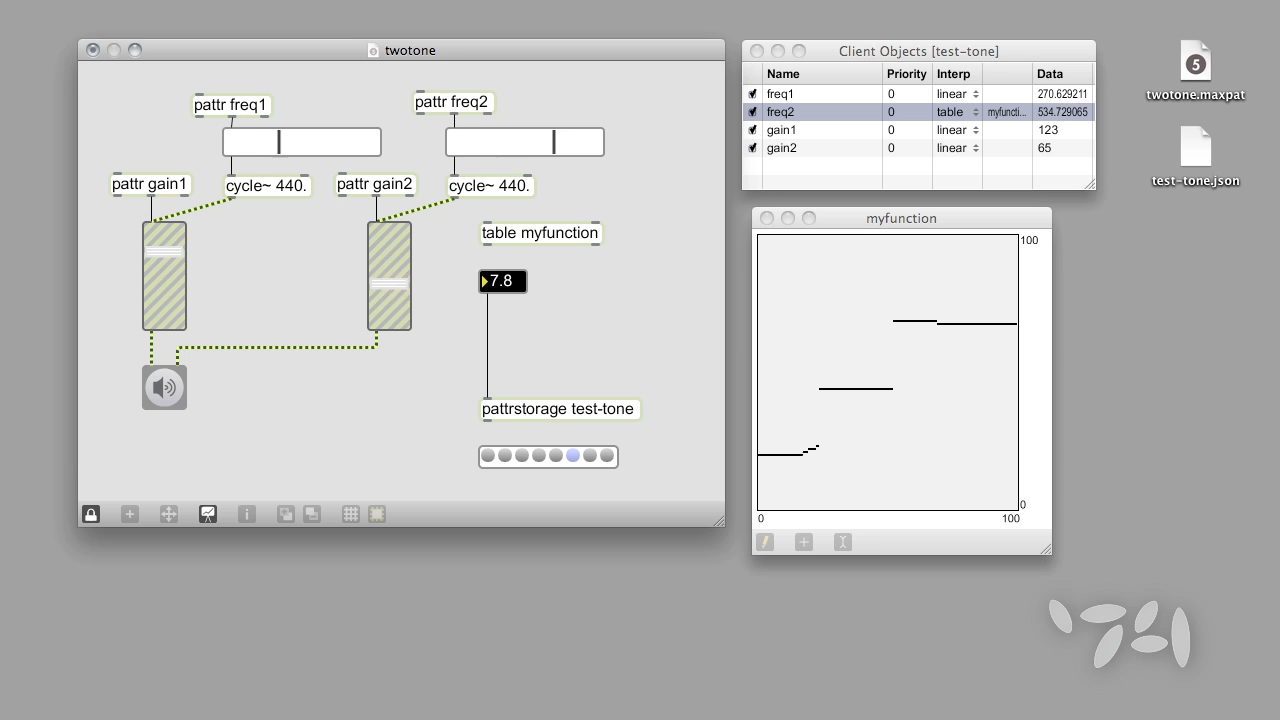 twotone
pattr freq1
pattr freq2
pattr gain1
cycle~ 440.
pattr gain2
cycle~ 440.
table myfunction
7.8
pattrstorage test-tone
Client Objects [test-tone]
Name Priority Interp Data
freq1 0 linear 270.629211
freq2 0 table myfuncti... 534.729065
gain1 0 linear 123
gain2 0 linear 65
myfunction
100
0
0 100
5
twotone.maxpat
test-tone.json